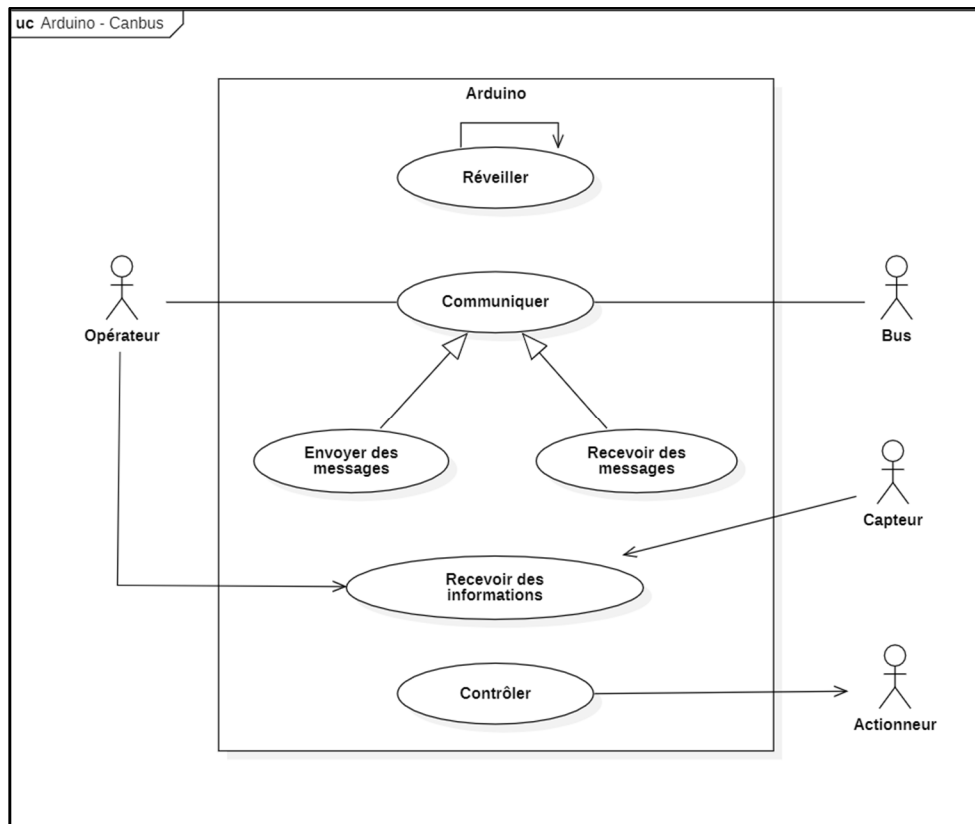 uc Arduino - Canbus
Arduino
Réveiller
Communiquer
Opérateur
Bus
Envoyer des
messages
Recevoir des
messages
Capteur
Recevoir des
informations
Contrôler
Actionneur